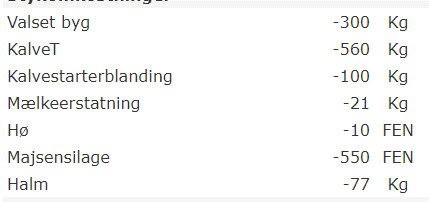 Valset byg -300 Kg
KalveT -560 Kg
Kalvestarterblanding -100 Kg
Mælkeerstatning -21 Kg
Hø -10 FEN
Majsensilage -550 FEN
Halm -77 Kg